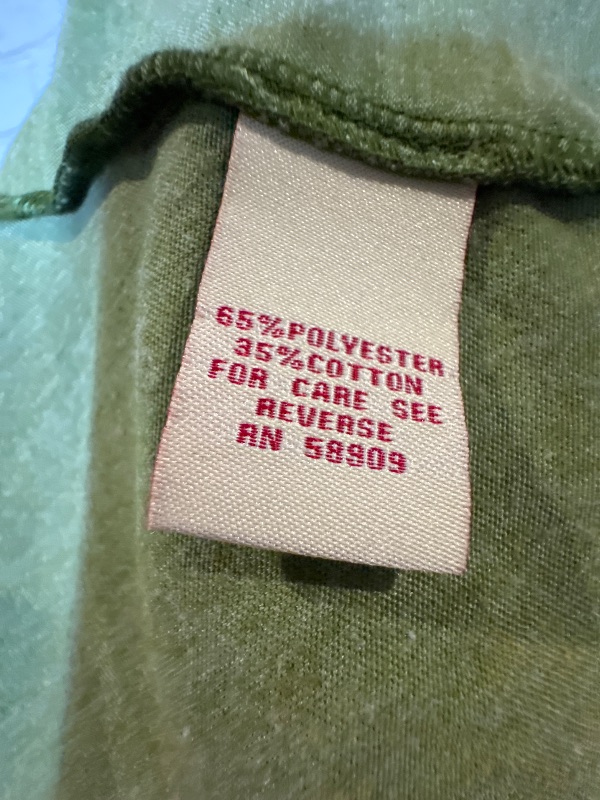 65%POLYESTER
35%COTTON
FOR CARE SEE
REVERSE
RN 58909